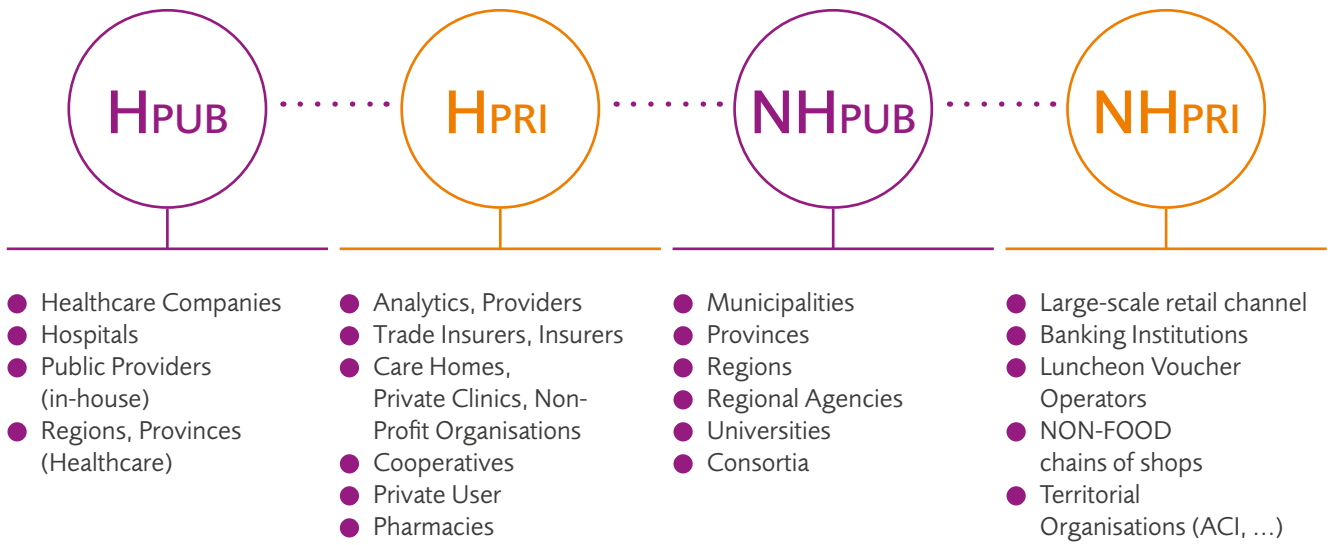 HPUB
HPRI
NHPUB
NHPRI
Healthcare Companies
Hospitals
Public Providers
(in-house)
Regions, Provinces
(Healthcare)
Analytics, Providers
Trade Insurers, Insurers
Care Homes,
Private Clinics, Non-
Profit Organisations
Cooperatives
Private User
Pharmacies
Municipalities
Provinces
Regions
Regional Agencies
Universities
Consortia
Large-scale retail channel
Banking Institutions
Luncheon Voucher
Operators
NON-FOOD
chains of shops
Territorial
Organisations (ACI, ...)